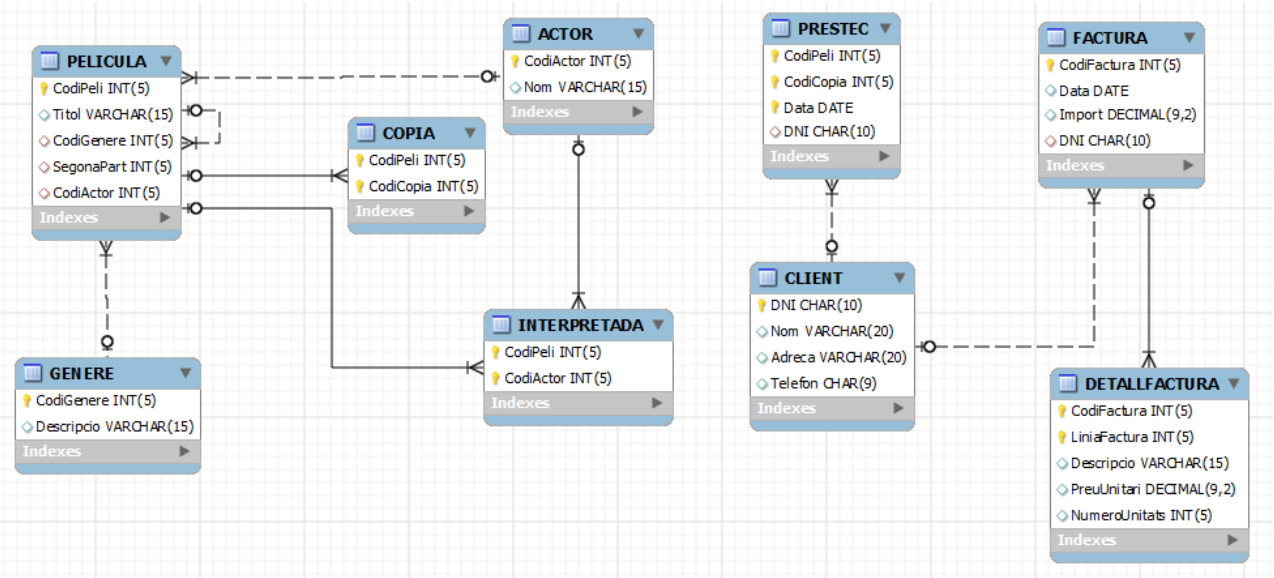 PELICULA
CodiPeli INT(5)
Titol VARCHAR(15)
CodiGenere INT(5)
SegonaPart INT(5)
CodiActor INT(5)
Indexes
ACTOR
CodiActor INT(5)
Nom VARCHAR(15)
Indexes
COPIA
CodiPeli INT(5)
CodiCopia INT(5)
Indexes
GENERE
CodiGenere INT(5)
Descripcio VARCHAR(15)
Indexes
INTERPRETADA
CodiPeli INT(5)
CodiActor INT(5)
Indexes
PRESTEC
CodiPeli INT(5)
CodiCopia INT(5)
Data DATE
DNI CHAR(10)
Indexes
CLIENT
DNI CHAR(10)
Nom VARCHAR(20)
Adreca VARCHAR(20)
Telefon CHAR(9)
Indexes
FACTURA
CodiFactura INT(5)
Data DATE
Import DECIMAL(9,2)
DNI CHAR(10)
Indexes
DETALLFACTURA
CodiFactura INT(5)
LiniaFactura INT(5)
Descripcio VARCHAR(15)
PreuUnitari DECIMAL(9,2)
NumeroUnitats INT(5)
Indexes